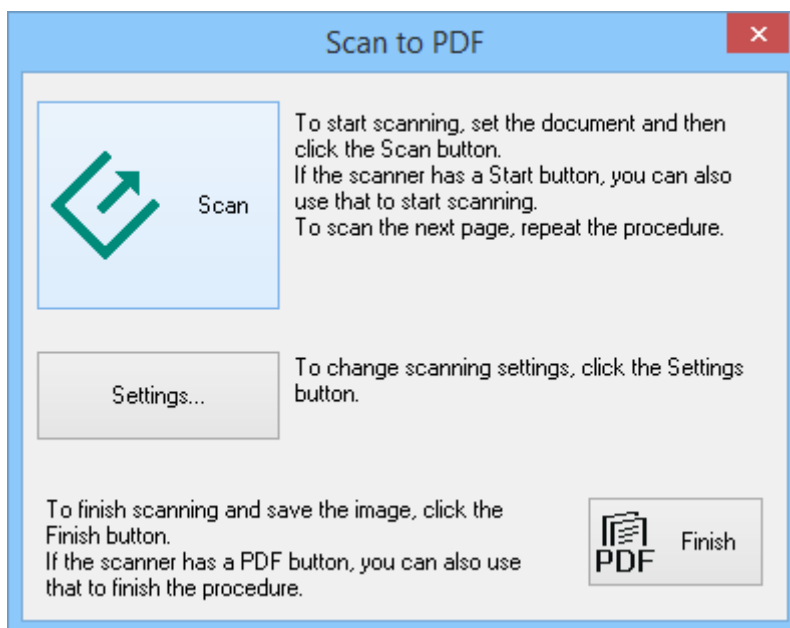 Scan to PDF
To start scanning, set the document and then
click the Scan button.
If the scanner has a Start button, you can also
use that to start scanning.
To scan the next page, repeat the procedure.
Scan
To change scanning settings, click the Settings
button.
Settings...
To finish scanning and save the image, click the
Finish button.
If the scanner has a PDF button, you can also use
that to finish the procedure.
PDF Finish